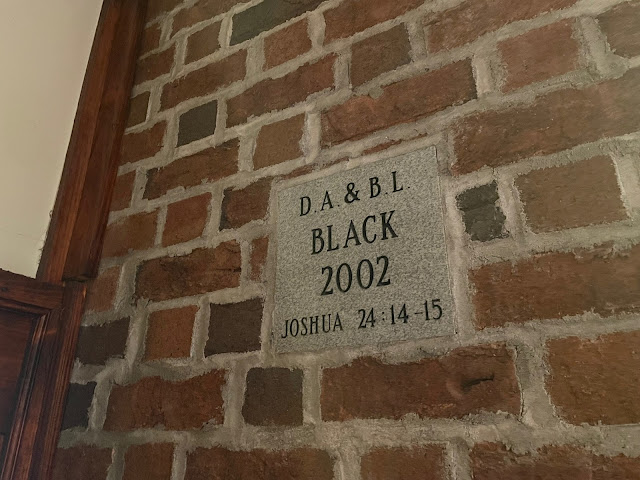 D.A. & B.L.
BLACK
2002
JOSHUA 24:14-15